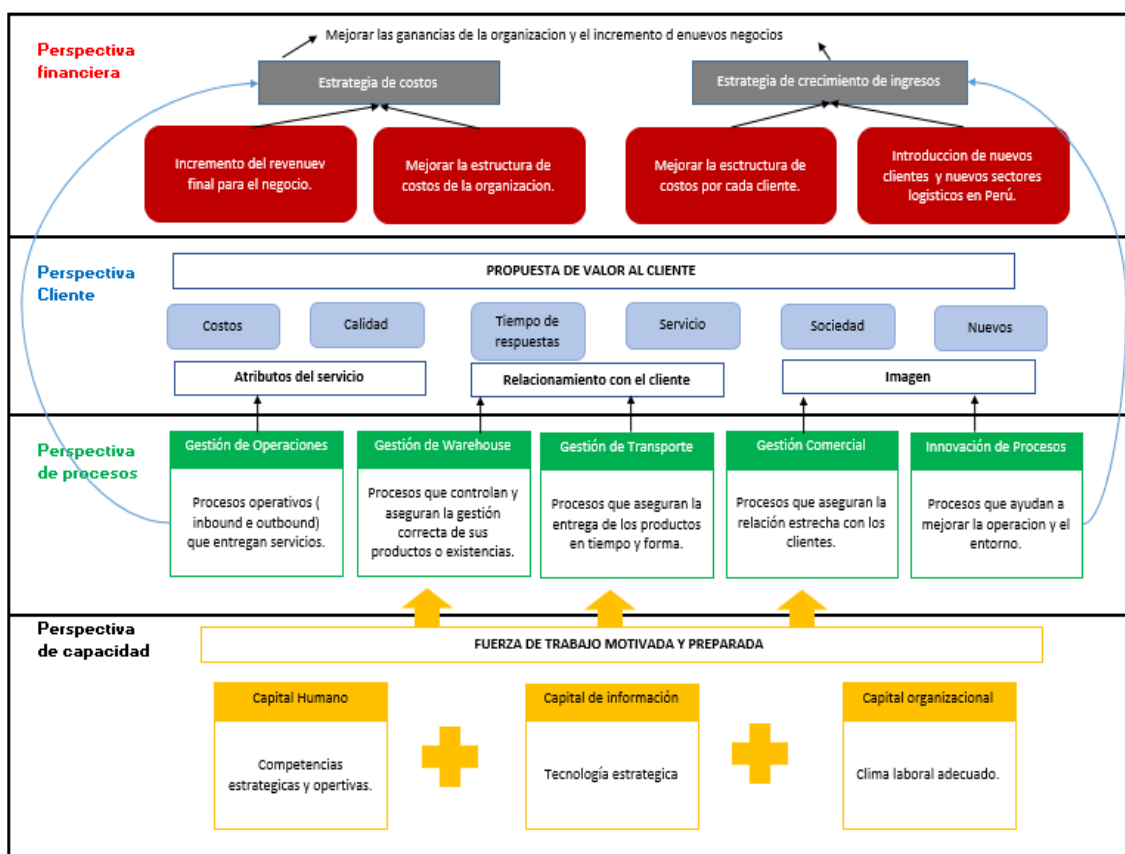 Perspectiva
financiera
Mejorar las ganancias de la organizacion y el incremento d enuevos negocios
Estrategia de costos
Estrategia de crecimiento de ingresos
Incremento del revenuev
final para el negocio.
Mejorar la estructura de
costos de la organizacion.
Mejorar la esctructura de
costos por cada cliente.
Introduccion de nuevos
clientes y nuevos sectores
logisticos en Perú.
Perspectiva
Cliente
PROPUESTA DE VALOR AL CLIENTE
Costos
Calidad
Tiempo de
respuestas
Servicio
Sociedad
Nuevos
Atributos del servicio
Relacionamiento con el cliente
Imagen
Perspectiva
de procesos
Gestión de Operaciones
Procesos operativos (
inbound e outbound)
que entregan servicios.
Gestión de Warehouse
Procesos que controlan y
aseguran la gestión
correcta de sus
productos o existencias.
Gestión de Transporte
Procesos que aseguran la
entrega de los productos
en tiempo y forma.
Gestión Comercial
Procesos que aseguran la
relación estrecha con los
clientes.
Innovación de Procesos
Procesos que ayudan a
mejorar la operacion y el
entorno.
Perspectiva
de capacidad
FUERZA DE TRABAJO MOTIVADA Y PREPARADA
Capital Humano
Competencias
estrategicas y opertivas.
Capital de información
Tecnología estrategica
Capital organizacional
Clima laboral adecuado.